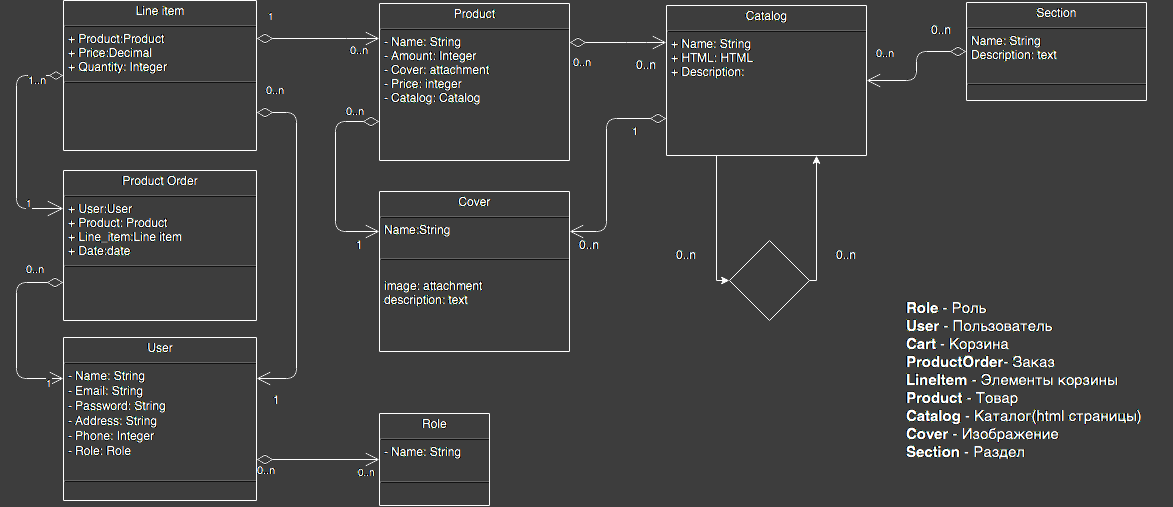 Line item
+ Product:Product
+ Price:Decimal
+ Quantity: Integer
1
0..n
1..n
0..n
1
Product Order
+ User:User
+ Product: Product
+ Line_item:Line item
+ Date:date
0..n
1
User
- Name: String
- Email: String
- Password: String
- Address: String
- Phone: Integer
- Role: Role
1
0..n
0..n
Role
- Name: String
Product
- Name: String
- Amount: Integer
- Cover: attachment
- Price: integer
- Catalog: Catalog
0..n
0..n
0..n
1
Cover
Name:String
image: attachment
description: text
1
0..n
Catalog
+ Name: String
+ HTML: HTML
+ Description:
0..n
0..n
0..n
0..n
Section
Name: String
Description: text
Role - Роль
User - Пользователь
Cart - Корзина
ProductOrder- Заказ
LineItem - Элементы корзины
Product - Товар
Catalog - Каталог(html страницы)
Cover - Изображение
Section - Раздел